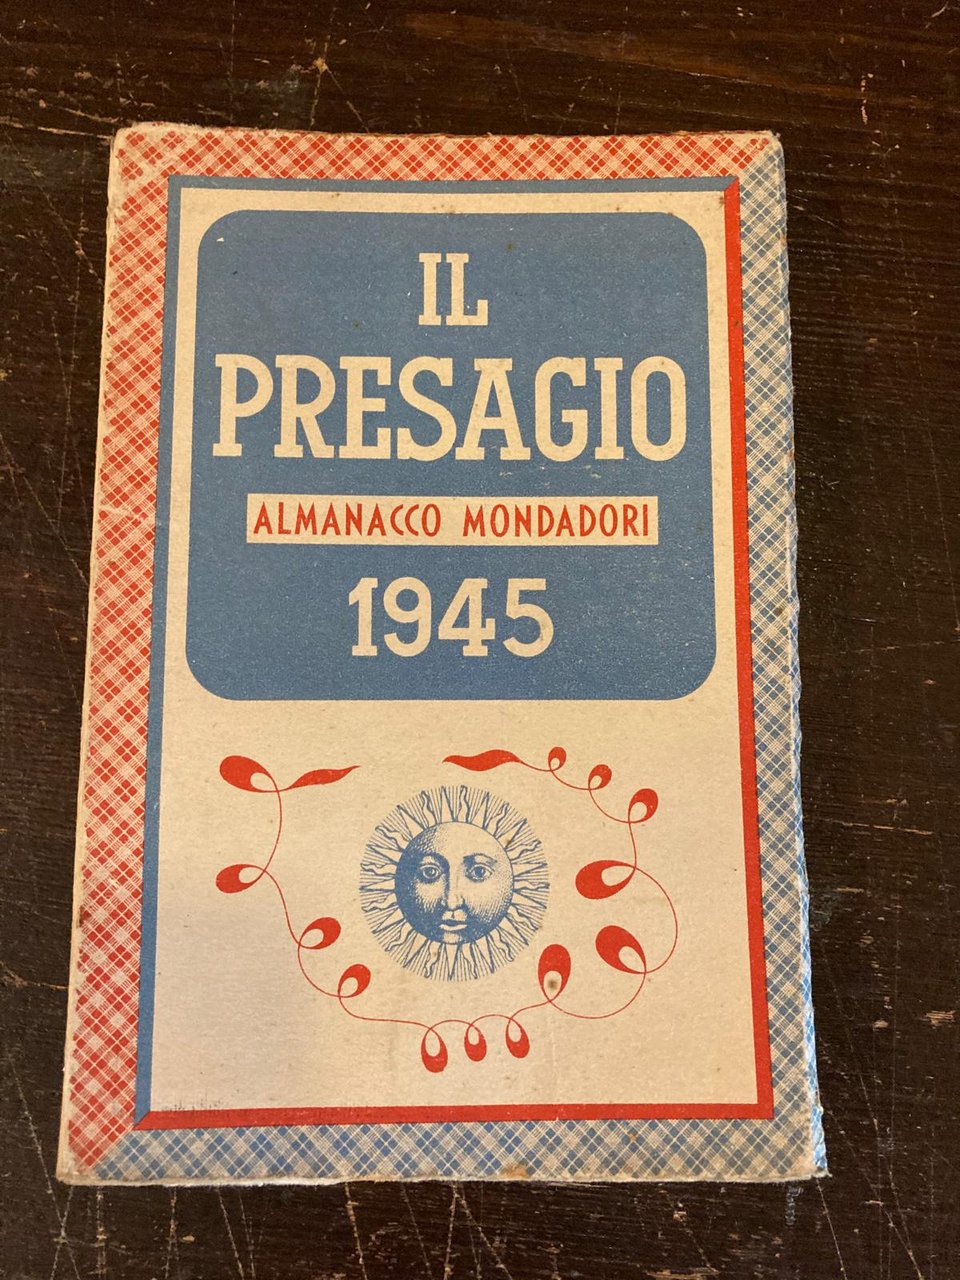 IL
PRESAGIO
ALMANACCO MONDADORI
1945